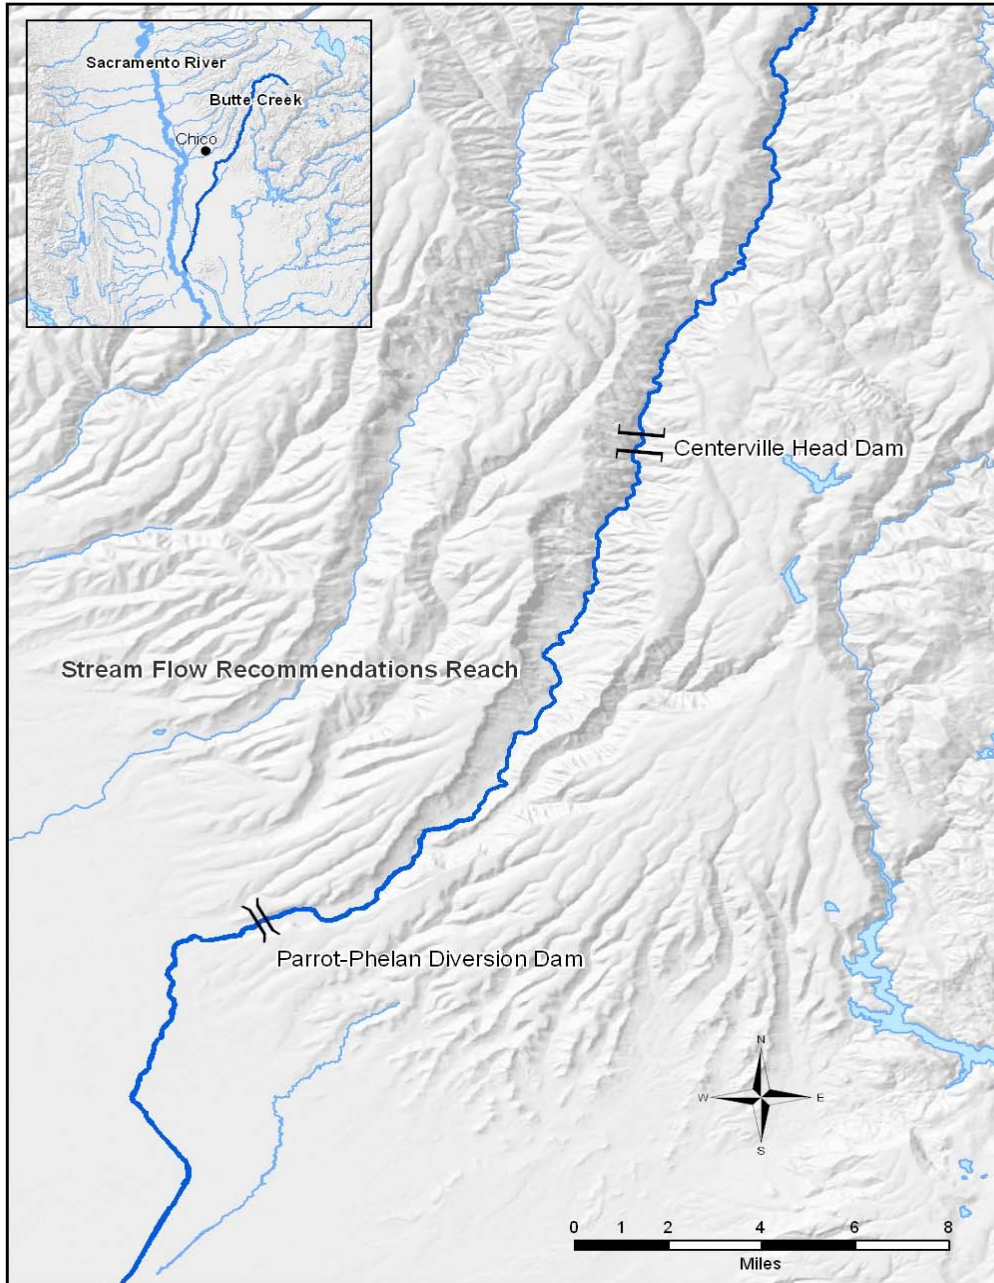 Sacramento River
Butte Creek
Chico
Centerville Head Dam
Stream Flow Recommendations Reach
Parrot-Phelan Diversion Dam
N
W E
S
0 1 2 4 6 8
Miles